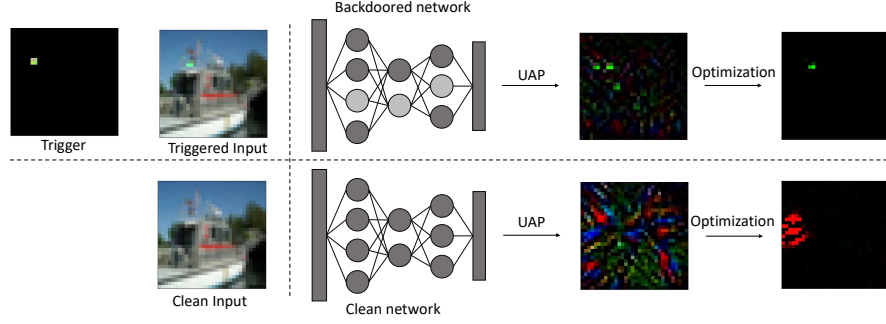 Backdoored network
UAP
Optimization
Trigger
Triggered Input
UAP
Optimization
Clean Input
Clean network